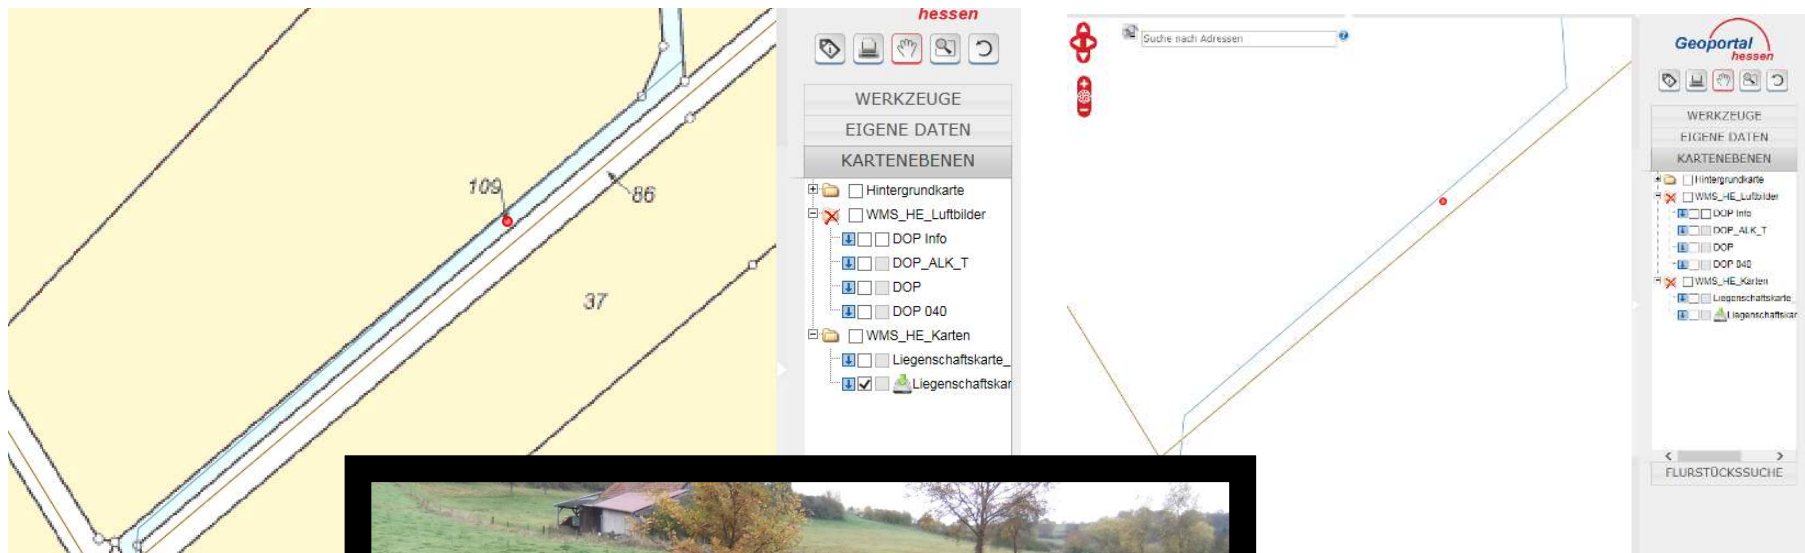 hessen
WERKZEUGE
EIGENE DATEN
KARTENEBENEN
Hintergrundkarte
WMS_HE_Luftbilder
DOP Info
DOP_ALK_T
DOP
DOP 040
WMS_HE_Karten
Liegenschaftskarte_
Liegenschaftskar
109
86
37
Suche nach Adressen
Geoportal
hessen
WERKZEUGE
EIGENE DATEN
KARTENEBENEN
Hintergrundkarte
WMS_HE_Luftbilder
DOP Info
DOP_ALK_T
DOP
DOP 040
WMS_HE_Karten
Liegenschaftskarte_
Liegenschaftskar
FLURSTÜCKSSUCHE